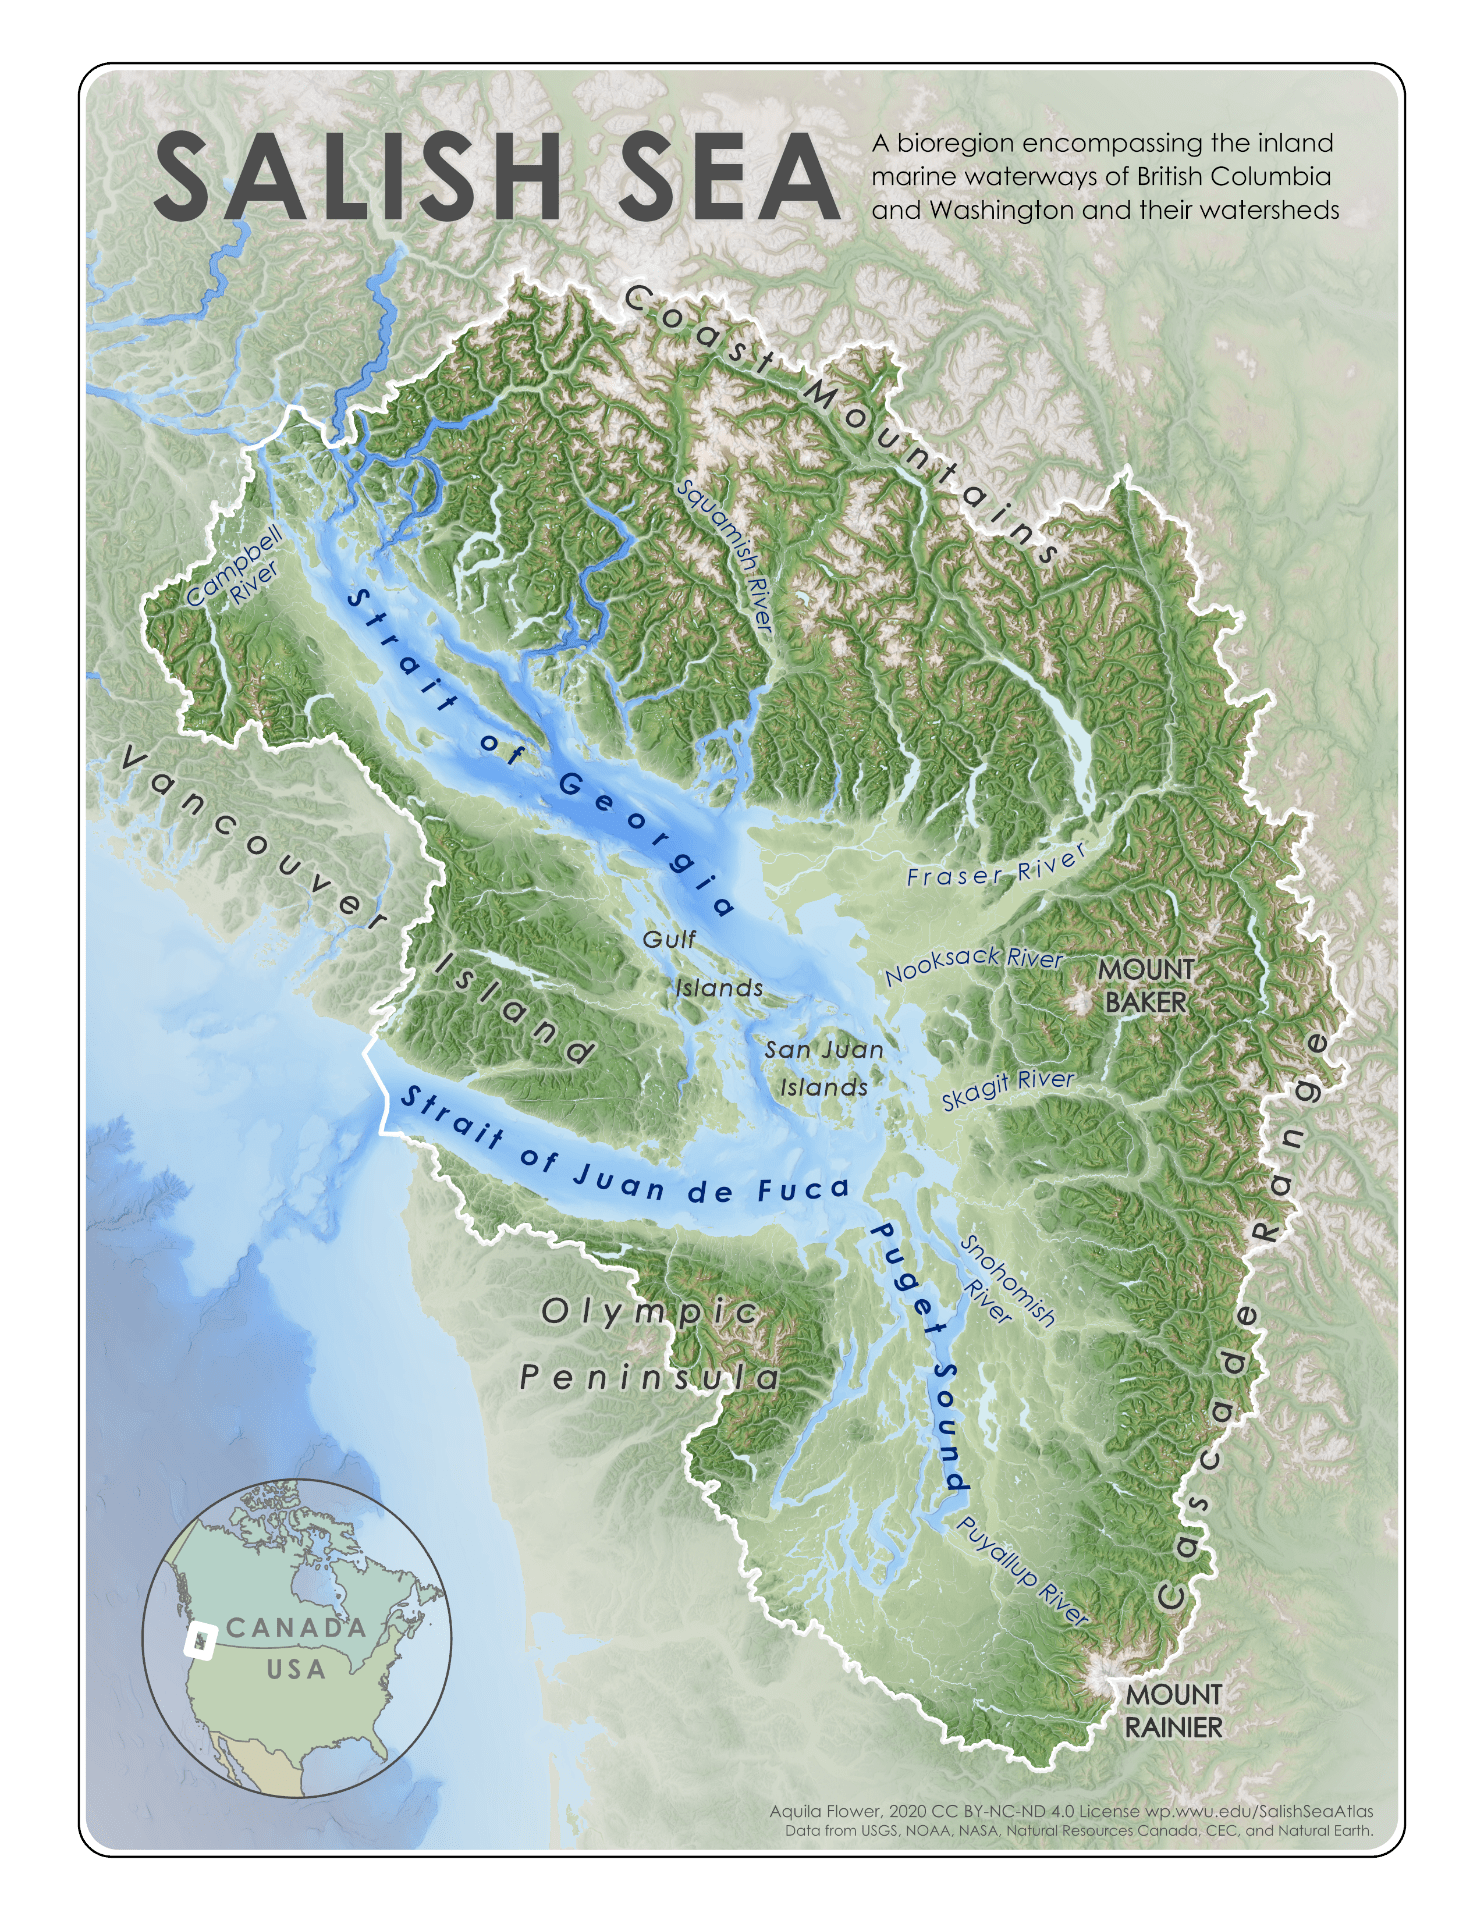 SALISH SEA
A bioregion encompassing the inland
marine waterways of British Columbia
and Washington and their watersheds
Coast Mountains
Squamish River
Campbell
River
Strait of Georgia
Vancouver Island
Fraser River
Gulf
Islands
Nooksack River
MOUNT
BAKER
San Juan
Islands
Skagit River
Strait of Juan de Fuca
Cascade Range
Puget Sound
Snohomish
River
Olympic
Peninsula
Puyallup River
CANADA
USA
MOUNT
RAINIER
Aquila Flower, 2020 CC BY-NC-ND 4.0 License wp.wwu.edu/SalishSeaAtlas
Data from USGS, NOAA, NASA, Natural Resources Canada, CEC, and Natural Earth.